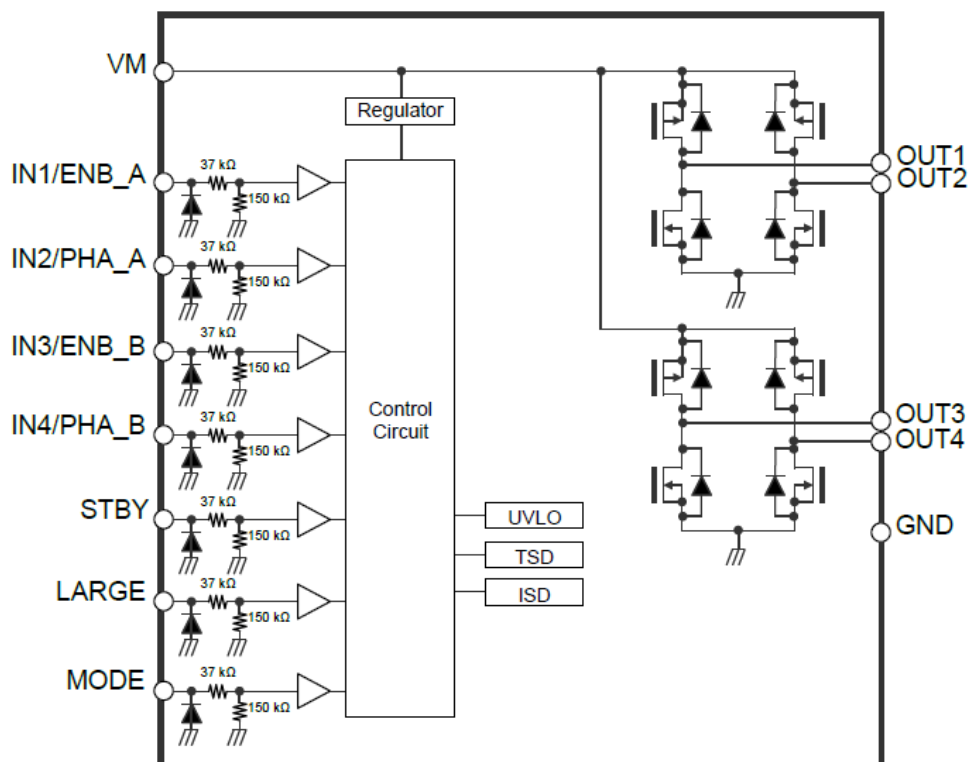 VM
Regulator
IN1/ENB_A
37 kΩ
150 kΩ
OUT1
OUT2
IN2/PHA_A
37 kΩ
150 kΩ
IN3/ENB_B
37 kΩ
150 kΩ
Control
Circuit
IN4/PHA_B
37 kΩ
150 kΩ
OUT3
OUT4
STBY
37 kΩ
150 kΩ
UVLO
GND
TSD
LARGE
37 kΩ
150 kΩ
ISD
MODE
37 kΩ
150 kΩ